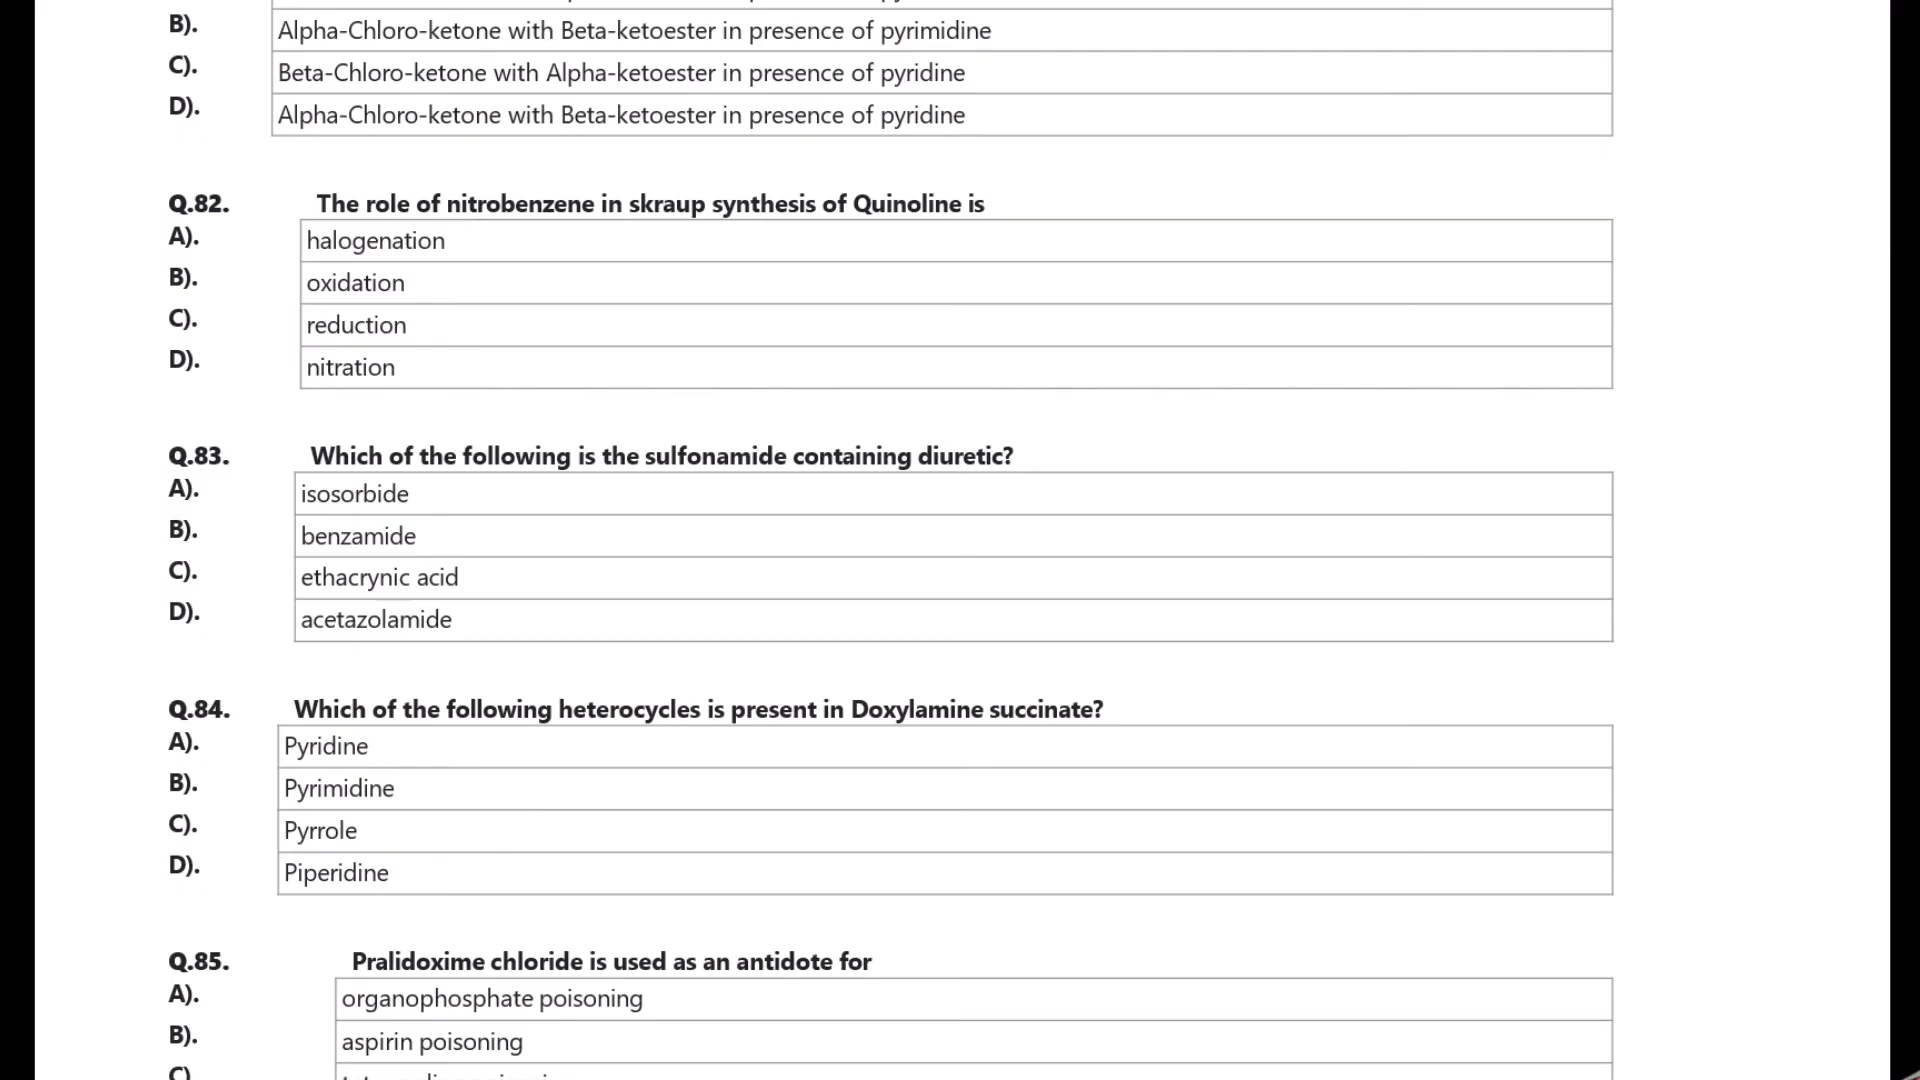 B). Alpha-Chloro-ketone with Beta-ketoester in presence of pyrimidine
C). Beta-Chloro-ketone with Alpha-ketoester in presence of pyridine
D). Alpha-Chloro-ketone with Beta-ketoester in presence of pyridine
Q.82. The role of nitrobenzene in skraup synthesis of Quinoline is
A). halogenation
B). oxidation
C). reduction
D). nitration
Q.83. Which of the following is the sulfonamide containing diuretic?
A). isosorbide
B). benzamide
C). ethacrynic acid
D). acetazolamide
Q.84. Which of the following heterocycles is present in Doxylamine succinate?
A). Pyridine
B). Pyrimidine
C). Pyrrole
D). Piperidine
Q.85. Pralidoxime chloride is used as an antidote for
A). organophosphate poisoning
B). aspirin poisoning
C).